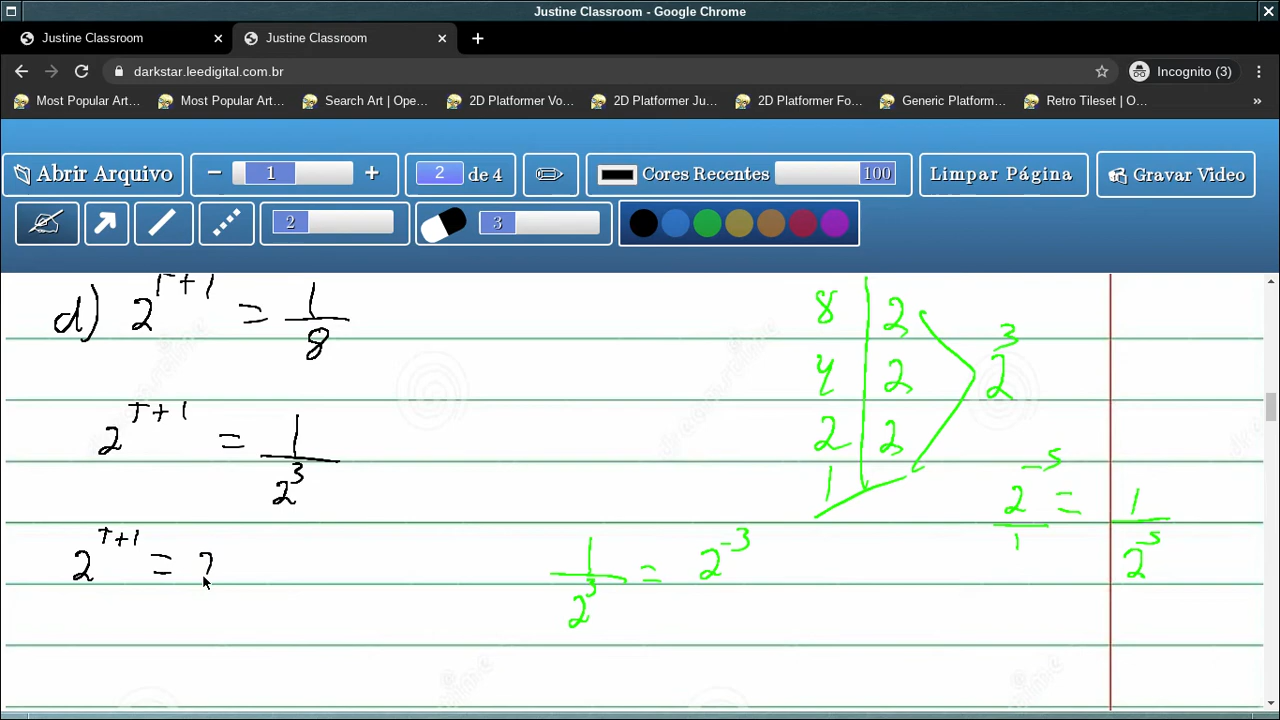 Justine Classroom - Google Chrome
Justine Classroom
Justine Classroom
darkstar.leedigital.com.br
Incognito (3)
Most Popular Art...
Most Popular Art...
Search Art | Ope...
2D Platformer Vo...
2D Platformer Ju...
2D Platformer Fo...
Generic Platform...
Retro Tileset | O...
»
Abrir Arquivo
− 1 +
2 de 4
Cores Recentes 100
Limpar Página
Gravar Video
2
3
d) 2^(T+1) = 1/8
2^(T+1) = 1/2^3
2^(T+1) = 2
8 | 2
4 | 2
2 | 2
1
2^3
1/2^3 = 2^-3
2^-5/1 = 1/2^5